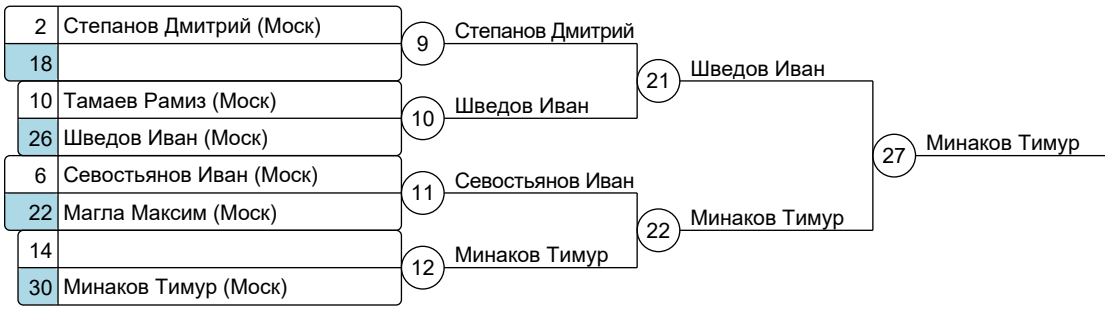 2 Степанов Дмитрий (Моск)
18
10 Тамаев Рамиз (Моск)
26 Шведов Иван (Моск)
6 Севостьянов Иван (Моск)
22 Магла Максим (Моск)
14
30 Минаков Тимур (Моск)
9 Степанов Дмитрий
10 Шведов Иван
11 Севостьянов Иван
12 Минаков Тимур
21 Шведов Иван
22 Минаков Тимур
27 Минаков Тимур